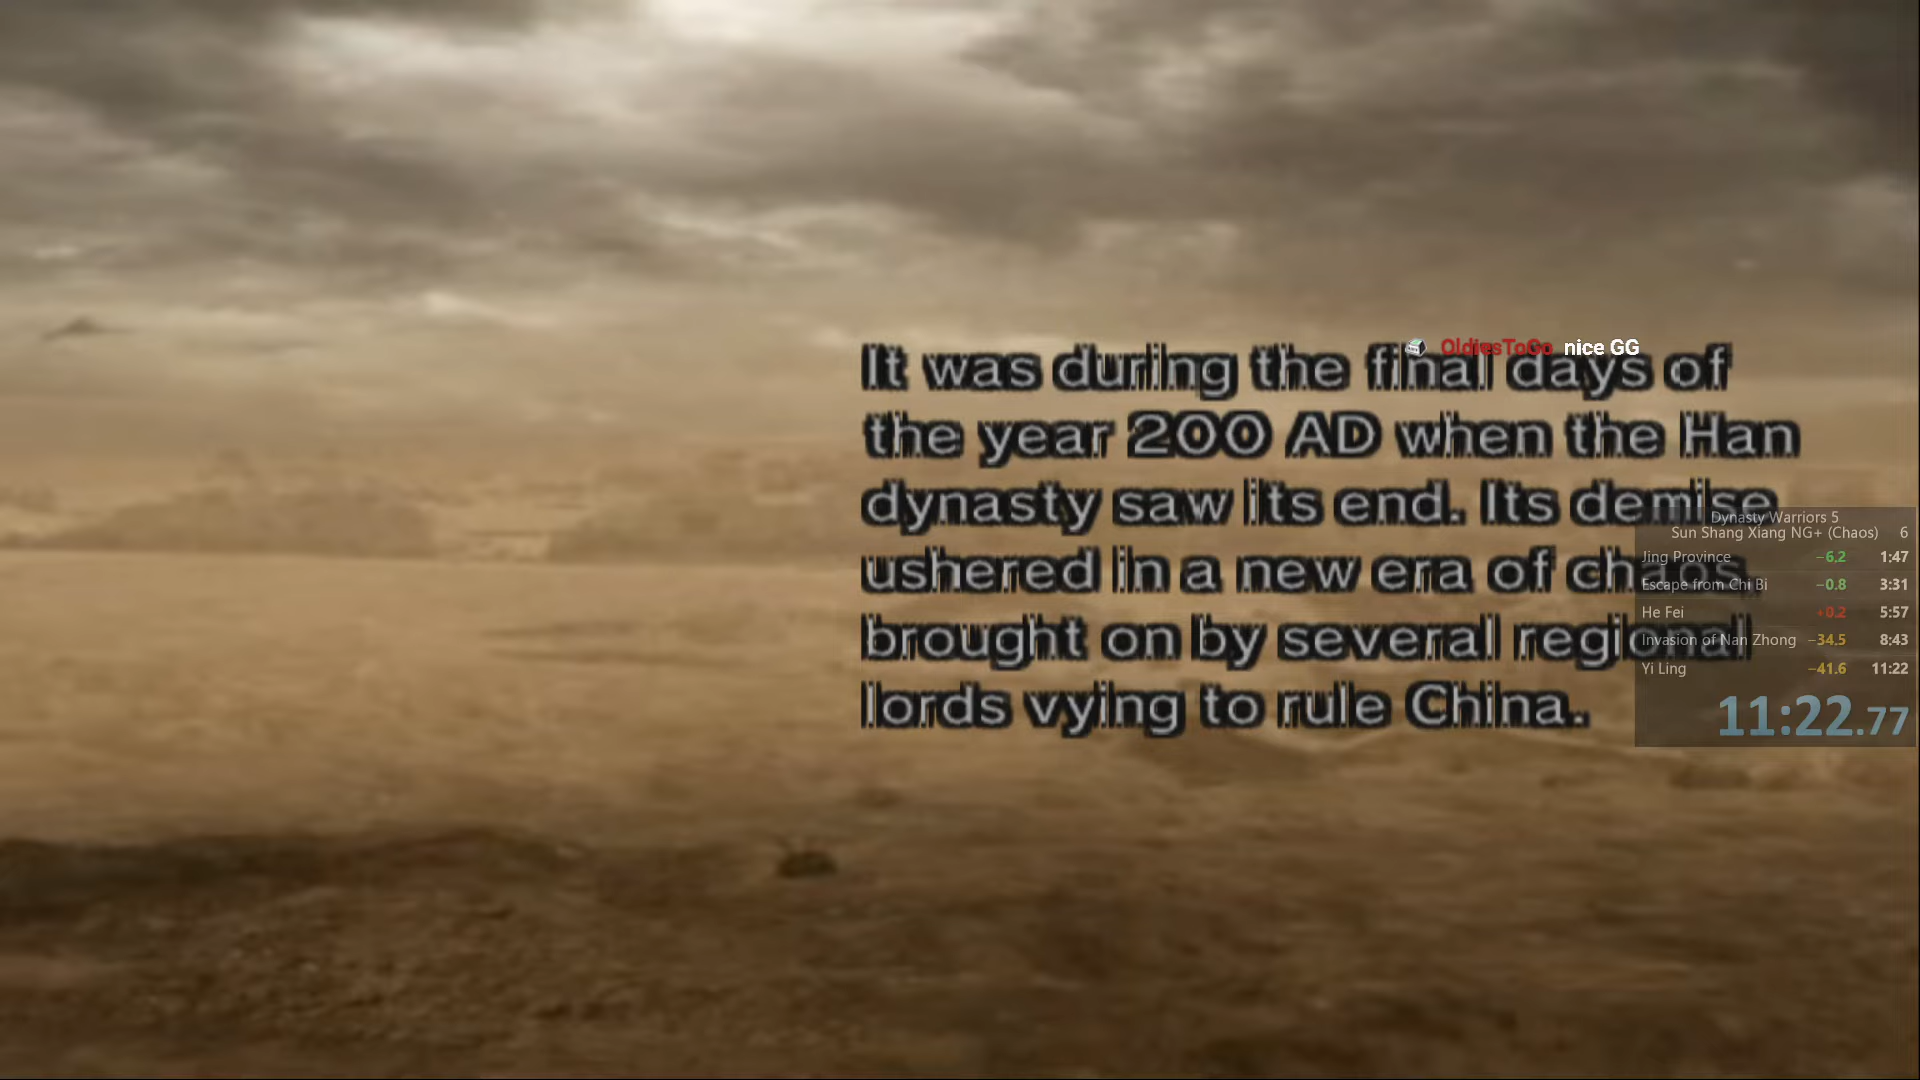 OldiesToGo nice GG
It was during the final days of
the year 200 AD when the Han
dynasty saw its end. Its demise
ushered in a new era of chaos,
brought on by several regional
lords vying to rule China.
Dynasty Warriors 5
Sun Shang Xiang NG+ (Chaos) 6
Jing Province −6.2 1:47
Escape from Chi Bi −0.8 3:31
He Fei +0.2 5:57
Invasion of Nan Zhong −34.5 8:43
Yi Ling −41.6 11:22
11:22.77